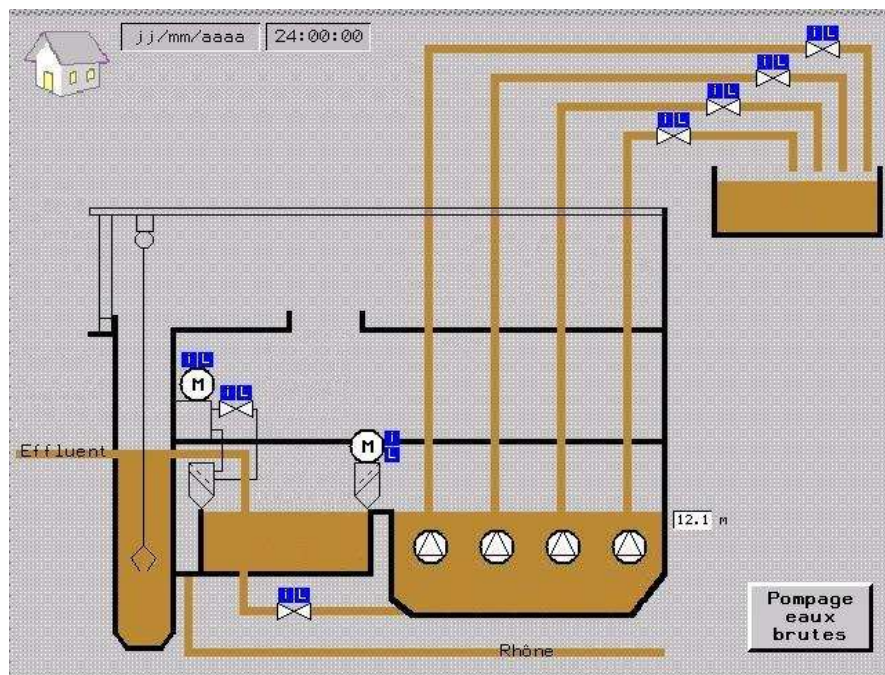 jj/mm/aaaa 24:00:00
i L
i L
i L
i L
i L
M
i L
Effluent
M
i
L
12.1 M
i L
Pompage
eaux
brutes
Rhône